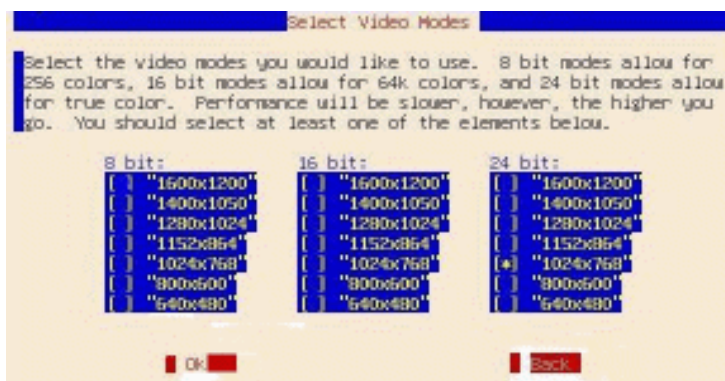 Select Video Modes
Select the video modes you would like to use.  8 bit modes allow for
256 colors, 16 bit modes allow for 64k colors, and 24 bit modes allow
for true color.  Performance will be slower, however, the higher you
go.  You should select at least one of the elements below.
8 bit: 16 bit: 24 bit:
[ ] "1600x1200" [ ] "1600x1200" [ ] "1600x1200"
[ ] "1400x1050" [ ] "1400x1050" [ ] "1400x1050"
[ ] "1280x1024" [ ] "1280x1024" [ ] "1280x1024"
[ ] "1152x864" [ ] "1152x864" [ ] "1152x864"
[ ] "1024x768" [ ] "1024x768" [*] "1024x768"
[ ] "800x600" [ ] "800x600" [ ] "800x600"
[ ] "640x480" [ ] "640x480" [ ] "640x480"
Ok Back